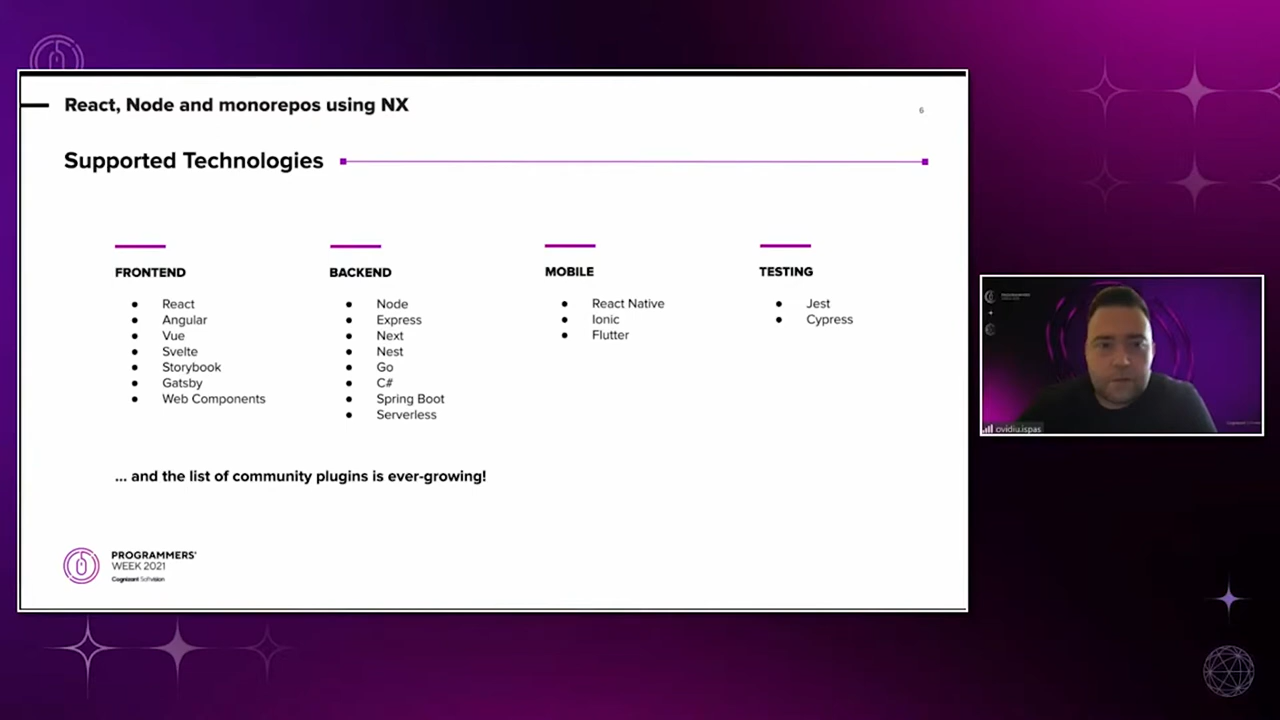 React, Node and monorepos using NX
6
Supported Technologies
FRONTEND
React
Angular
Vue
Svelte
Storybook
Gatsby
Web Components
BACKEND
Node
Express
Next
Nest
Go
C#
Spring Boot
Serverless
MOBILE
React Native
Ionic
Flutter
TESTING
Jest
Cypress
... and the list of community plugins is ever-growing!
PROGRAMMERS'
WEEK 2021
Cognizant Softvision
ovidiu.ispas